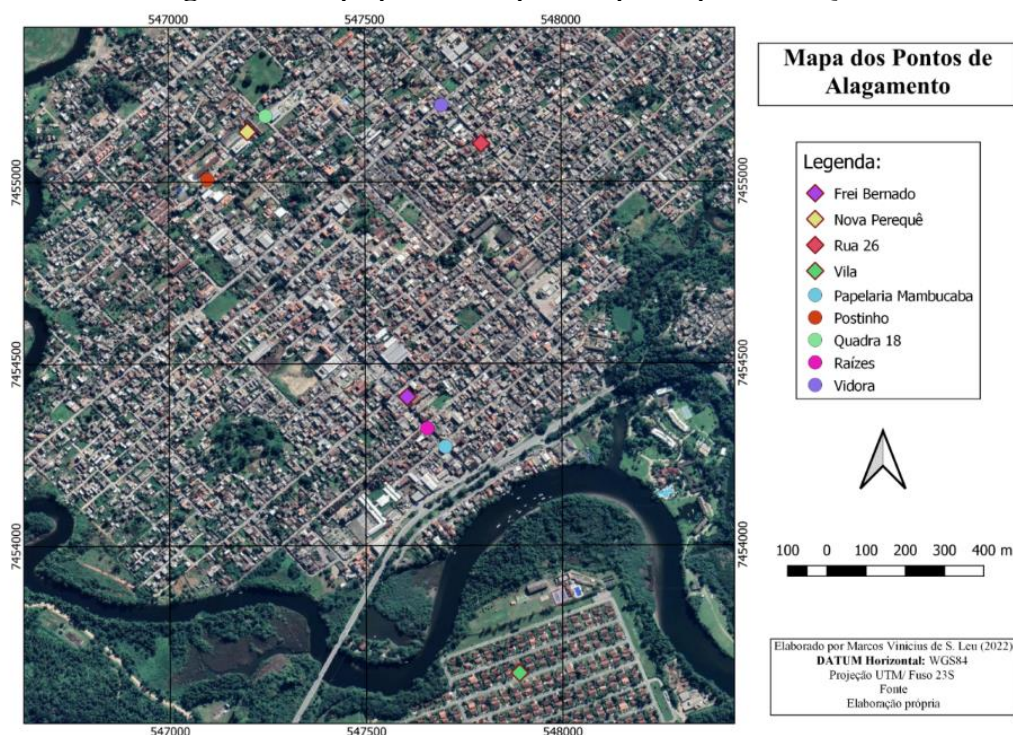 547000
547500
548000
7455000
7454500
7454000
7455000
7454500
7454000
547000
547500
548000
Mapa dos Pontos de
Alagamento
Legenda:
Frei Bernado
Nova Perequê
Rua 26
Vila
Papelaria Mambucaba
Postinho
Quadra 18
Raízes
Vidora
100 0 100 200 300 400 m
Elaborado por Marcos Vinicius de S. Leu (2022)
DATUM Horizontal: WGS84
Projeção UTM/ Fuso 23S
Fonte
Elaboração própria